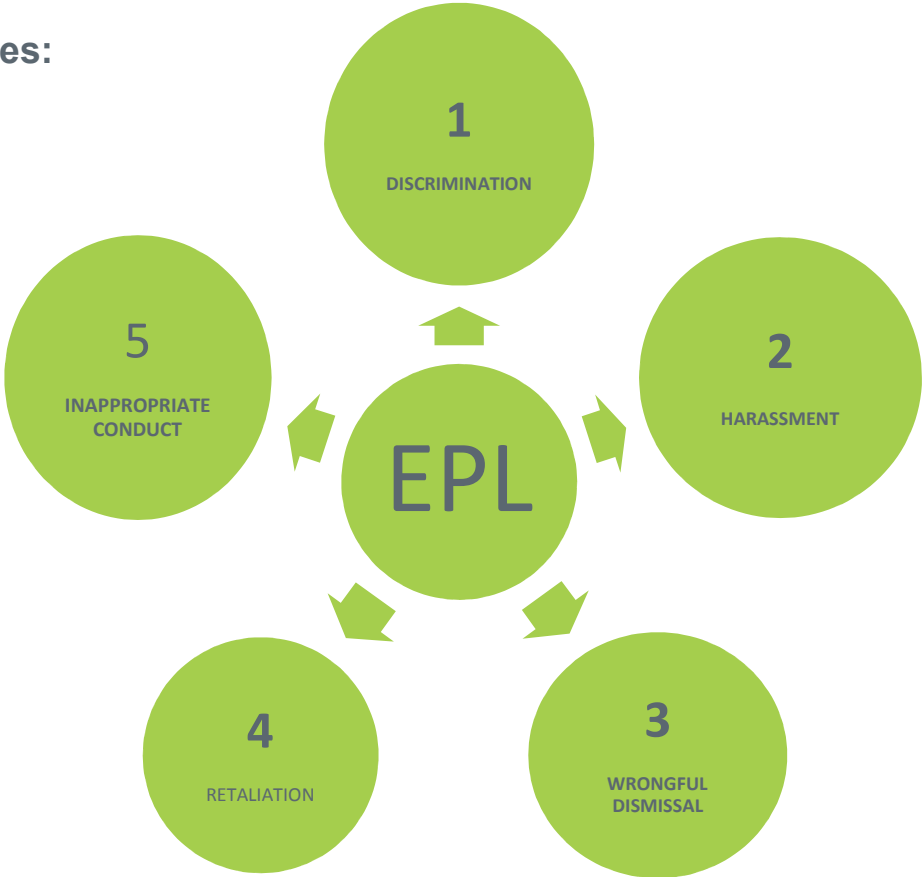 es:
1
DISCRIMINATION
2
HARASSMENT
3
WRONGFUL
DISMISSAL
4
RETALIATION
5
INAPPROPRIATE
CONDUCT
EPL